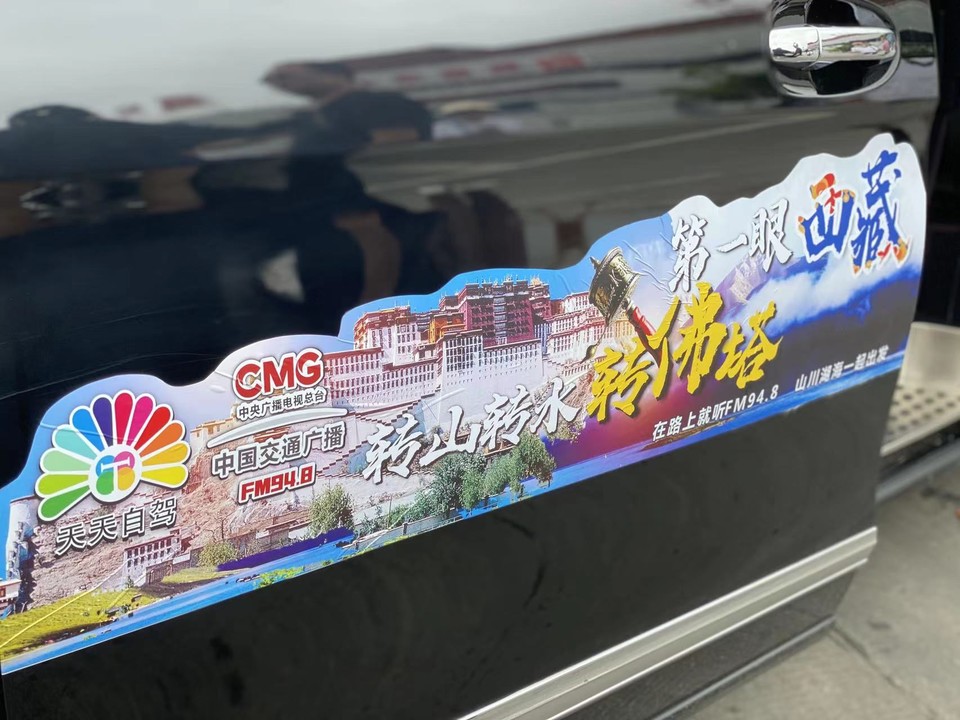 天天自驾
CMG
中央广播电视总台
中国交通广播
FM94.8
转山转水
转佛塔
第一眼
西藏
在路上就听FM94.8 山川湖海一起出发